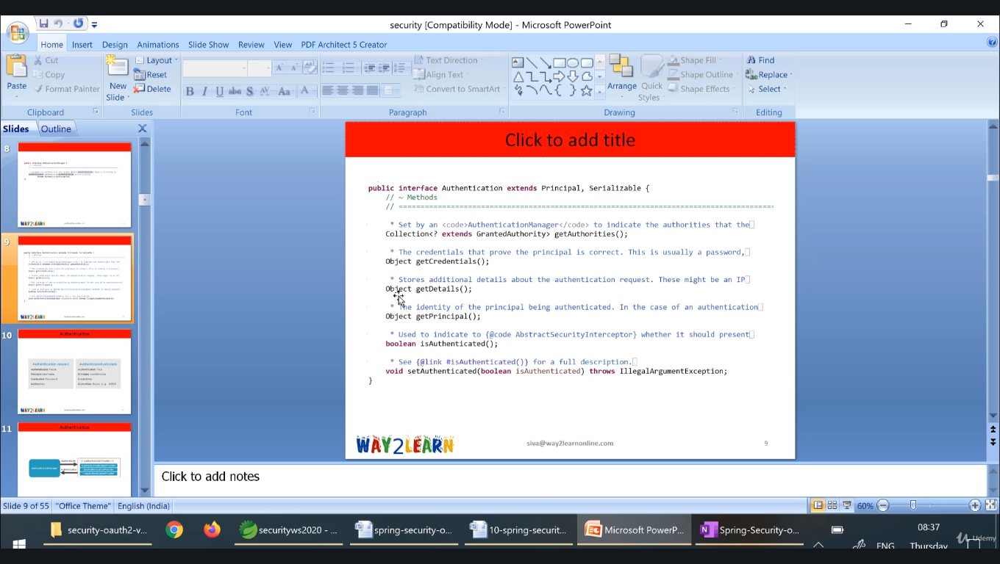 security [Compatibility Mode] - Microsoft PowerPoint
Home Insert Design Animations Slide Show Review View PDF Architect 5 Creator
Paste
Cut
Copy
Format Painter
Clipboard
New Slide
Layout
Reset
Delete
Slides
B I U abc S AV Aa A
Font
Text Direction
Align Text
Convert to SmartArt
Paragraph
Arrange
Quick Styles
Shape Fill
Shape Outline
Shape Effects
Drawing
Find
Replace
Select
Editing
Slides Outline
8
9
10
Authentication
Authentication request Authenticated principle
11
Authentication
WAY2LEARN
Click to add title
public interface Authentication extends Principal, Serializable {
// ~ Methods
// ========================================================================================
* Set by an <code>AuthenticationManager</code> to indicate the authorities that the
Collection<? extends GrantedAuthority> getAuthorities();
* The credentials that prove the principal is correct. This is usually a password,
Object getCredentials();
* Stores additional details about the authentication request. These might be an IP
Object getDetails();
* The identity of the principal being authenticated. In the case of an authentication
Object getPrincipal();
* Used to indicate to {@code AbstractSecurityInterceptor} whether it should present
boolean isAuthenticated();
* See {@link #isAuthenticated()} for a full description.
void setAuthenticated(boolean isAuthenticated) throws IllegalArgumentException;
}
WAY2LEARN siva@way2learnonline.com 9
Click to add notes
Slide 9 of 55 "Office Theme" English (India) 60%
security-oauth2-v... securityws2020 - ... spring-security-o... 10-spring-securit... Microsoft PowerP... Spring-Security-o... 08:37
ENG Thursday
Udemy